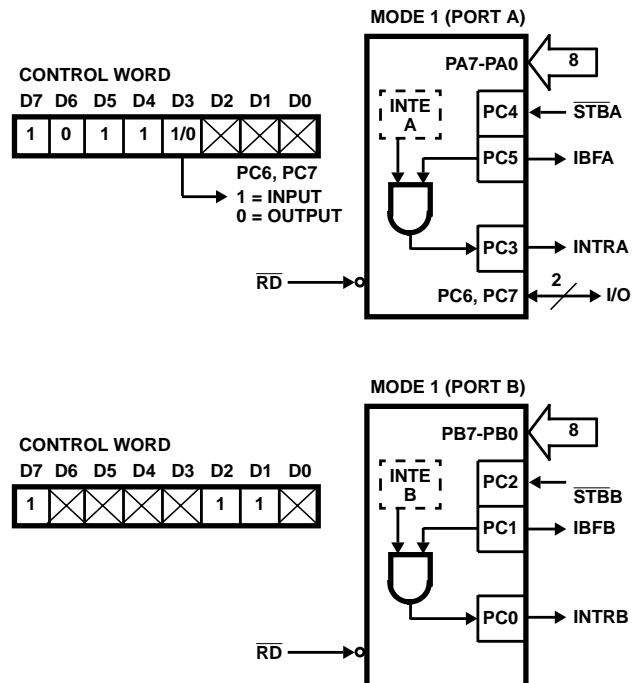 MODE 1 (PORT A)
CONTROL WORD
D7 D6 D5 D4 D3 D2 D1 D0
1 0 1 1 1/0
PC6, PC7
1 = INPUT
0 = OUTPUT
PA7-PA0
8
INTE
A
PC4
STBA
PC5
IBFA
PC3
INTRA
RD
PC6, PC7
2
I/O
MODE 1 (PORT B)
CONTROL WORD
D7 D6 D5 D4 D3 D2 D1 D0
1 1 1
PB7-PB0
8
INTE
B
PC2
STBB
PC1
IBFB
PC0
INTRB
RD